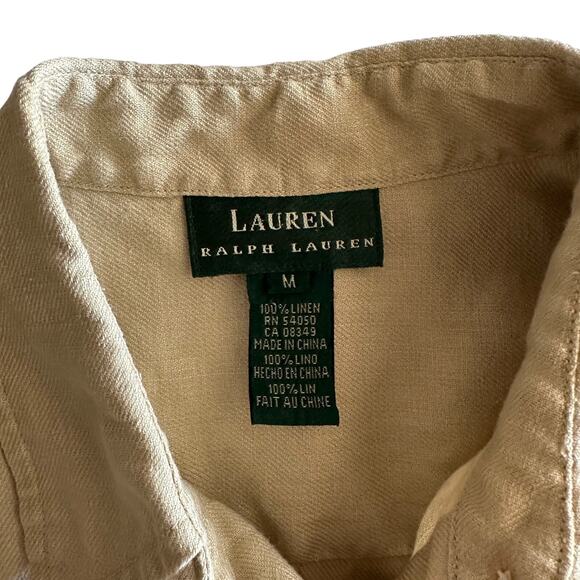 LAUREN
RALPH LAUREN
M
100% LINEN
RN 54050
CA 08349
MADE IN CHINA
100% LINO
HECHO EN CHINA
100% LIN
FAIT AU CHINE